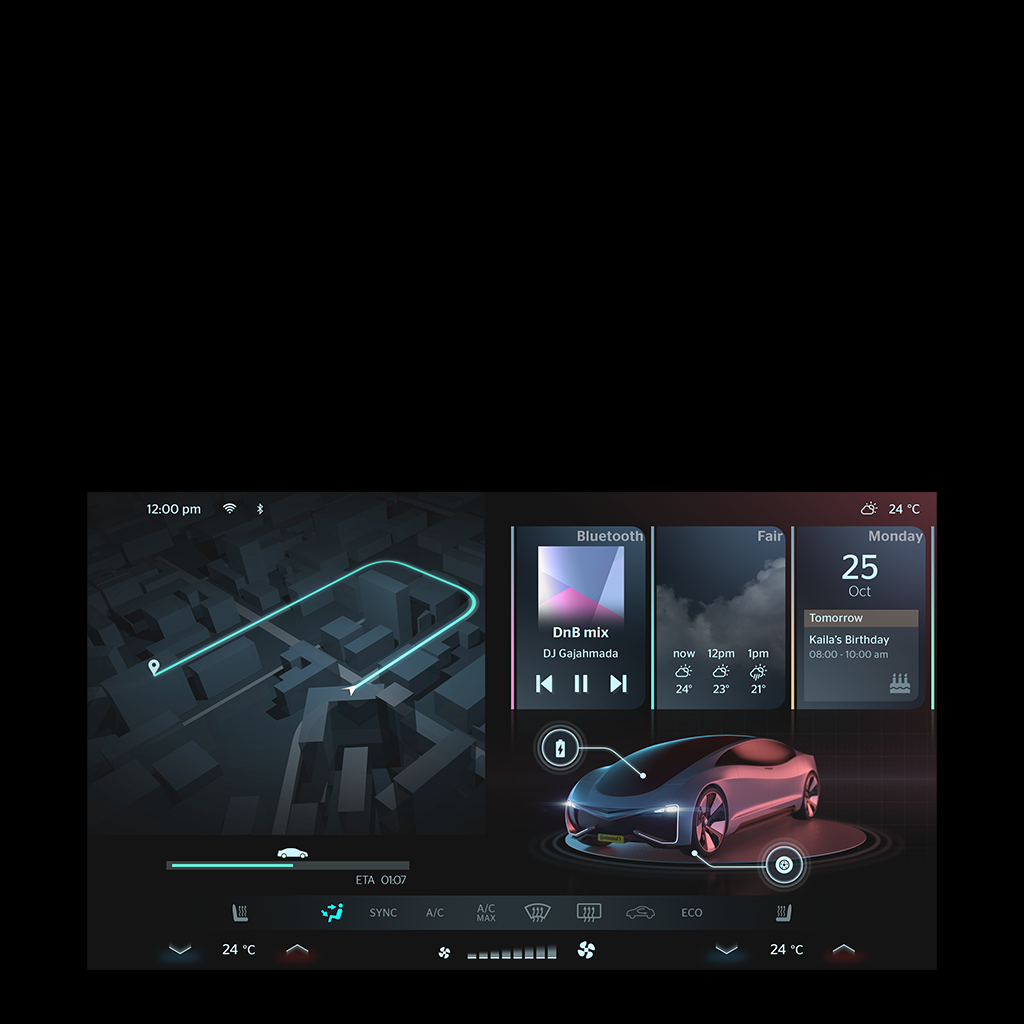 12:00 pm
24 °C
Bluetooth
DnB mix
DJ Gajahmada
Fair
now 12pm 1pm
24° 23° 21°
Monday
25
Oct
Tomorrow
Kaila's Birthday
08:00 - 10:00 am
ETA 01:07
SYNC
A/C
A/C
MAX
ECO
24 °C
24 °C